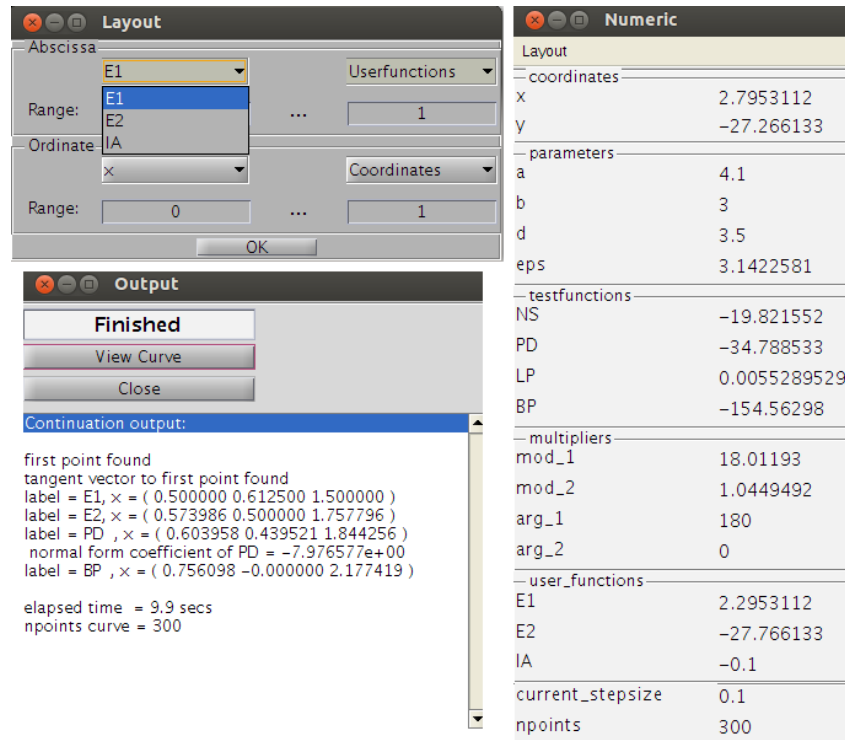 Layout
Abscissa
E1 Userfunctions
E1
E2
IA
Range: ... 1
Ordinate
x Coordinates
Range: 0 ... 1
OK
Output
Finished
View Curve
Close
Continuation output:
first point found
tangent vector to first point found
label = E1, x = ( 0.500000 0.612500 1.500000 )
label = E2, x = ( 0.573986 0.500000 1.757796 )
label = PD , x = ( 0.603958 0.439521 1.844256 )
normal form coefficient of PD = −7.976577e+00
label = BP , x = ( 0.756098 −0.000000 2.177419 )
elapsed time = 9.9 secs
npoints curve = 300
Numeric
Layout
coordinates
x 2.7953112
y −27.266133
parameters
a 4.1
b 3
d 3.5
eps 3.1422581
testfunctions
NS −19.821552
PD −34.788533
LP 0.0055289529
BP −154.56298
multipliers
mod_1 18.01193
mod_2 1.0449492
arg_1 180
arg_2 0
user_functions
E1 2.2953112
E2 −27.766133
IA −0.1
current_stepsize 0.1
npoints 300